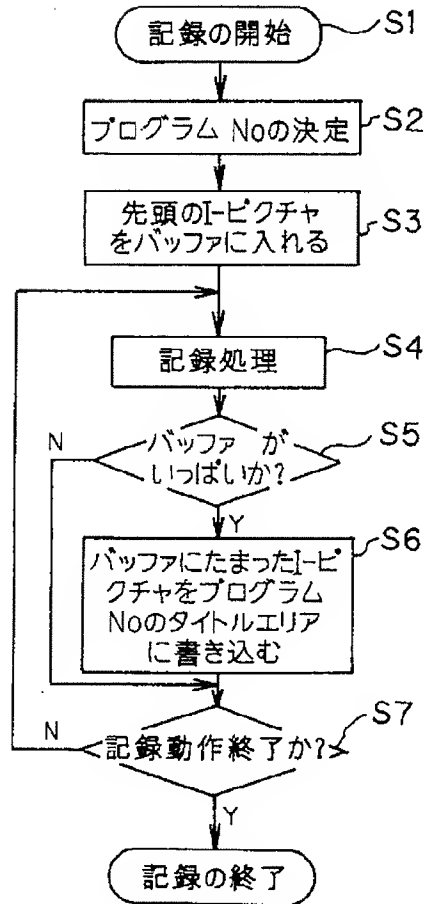 記録の開始
S1
プログラム Noの決定
S2
先頭のI-ピクチャ
をバッファに入れる
S3
記録処理
S4
バッファ が
いっぱいか?
S5
N
Y
バッファにたまったI-ピ
クチャをプログラム
Noのタイトルエリア
に書き込む
S6
記録動作終了か?
S7
N
Y
記録の終了